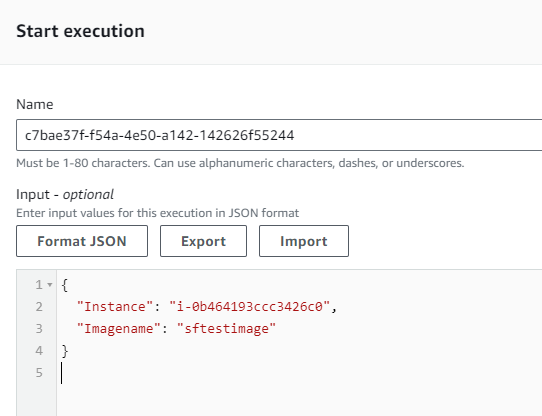 Start execution
Name
c7bae37f-f54a-4e50-a142-142626f55244
Must be 1-80 characters. Can use alphanumeric characters, dashes, or underscores.
Input - optional
Enter input values for this execution in JSON format
Format JSON Export Import
1 {
2 "Instance": "i-0b464193ccc3426c0",
3 "Imagename": "sftestimage"
4 }
5